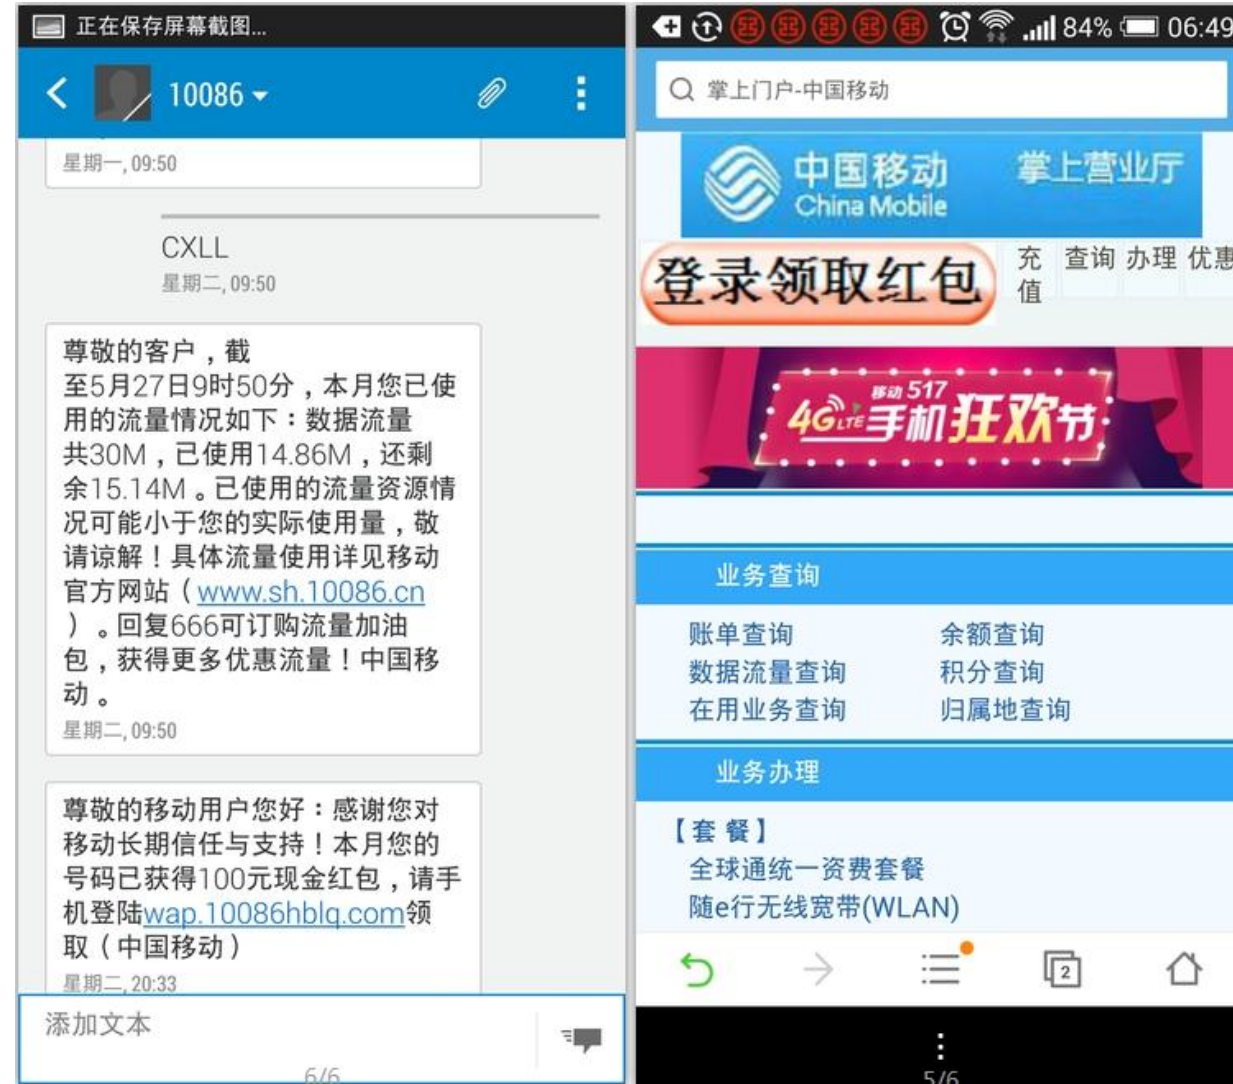 正在保存屏幕截图...
10086
星期一, 09:50
CXLL
星期二, 09:50
尊敬的客户，截
至5月27日9时50分，本月您已使
用的流量情况如下：数据流量
共30M，已使用14.86M，还剩
余15.14M。已使用的流量资源情
况可能小于您的实际使用量，敬
请谅解！具体流量使用详见移动
官方网站（www.sh.10086.cn
）。回复666可订购流量加油
包，获得更多优惠流量！中国移
动。
星期二, 09:50
尊敬的移动用户您好：感谢您对
移动长期信任与支持！本月您的
号码已获得100元现金红包，请手
机登陆wap.10086hblq.com领
取（中国移动）
星期二, 20:33
添加文本
6/6
84% 06:49
掌上门户-中国移动
中国移动 掌上营业厅
China Mobile
登录领取红包
充值 查询 办理 优惠
移动517
4G LTE 手机狂欢节
业务查询
账单查询 余额查询
数据流量查询 积分查询
在用业务查询 归属地查询
业务办理
【套 餐】
全球通统一资费套餐
随e行无线宽带(WLAN)
2
5/6